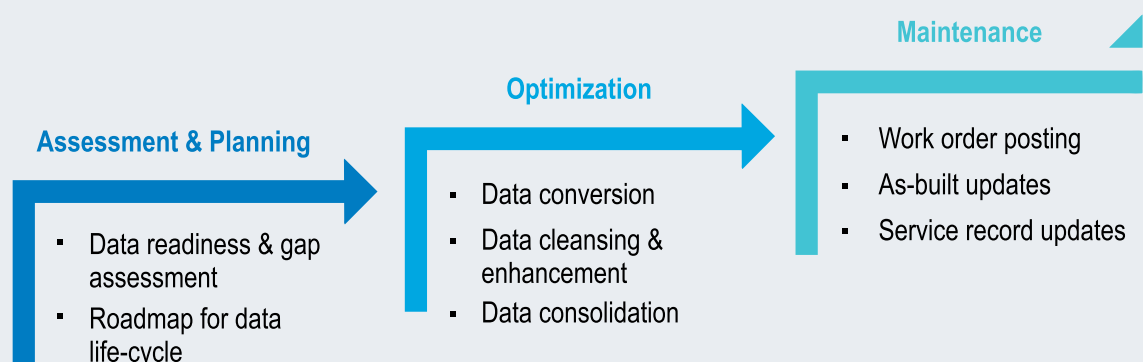 Assessment & Planning
▪ Data readiness & gap
assessment
▪ Roadmap for data
life-cycle
Optimization
▪ Data conversion
▪ Data cleansing &
enhancement
▪ Data consolidation
Maintenance
▪ Work order posting
▪ As-built updates
▪ Service record updates